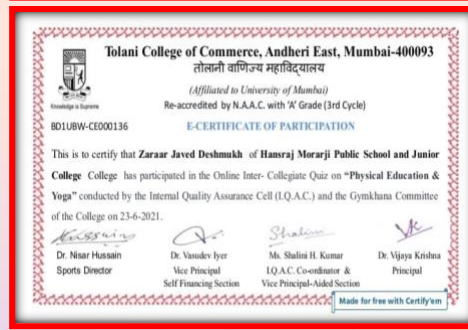 Tolani College of Commerce, Andheri East, Mumbai-400093
तोलानी वाणिज्य महाविद्यालय
(Affiliated to University of Mumbai)
Knowledge is Supreme
Re-accredited by N.A.A.C. with 'A' Grade (3rd Cycle)
BD1UBW-CE000136
E-CERTIFICATE OF PARTICIPATION
This is to certify that Zaraar Javed Deshmukh of Hansraj Morarji Public School and Junior
College College has participated in the Online Inter- Collegiate Quiz on "Physical Education &
Yoga" conducted by the Internal Quality Assurance Cell (I.Q.A.C.) and the Gymkhana Committee
of the College on 23-6-2021.
Dr. Nisar Hussain
Sports Director
Dr. Vasudev Iyer
Vice Principal
Self Financing Section
Ms. Shalini H. Kumar
I.Q.A.C. Co-ordinator &
Vice Principal-Aided Section
Dr. Vijaya Krishna
Principal
Made for free with Certify'em